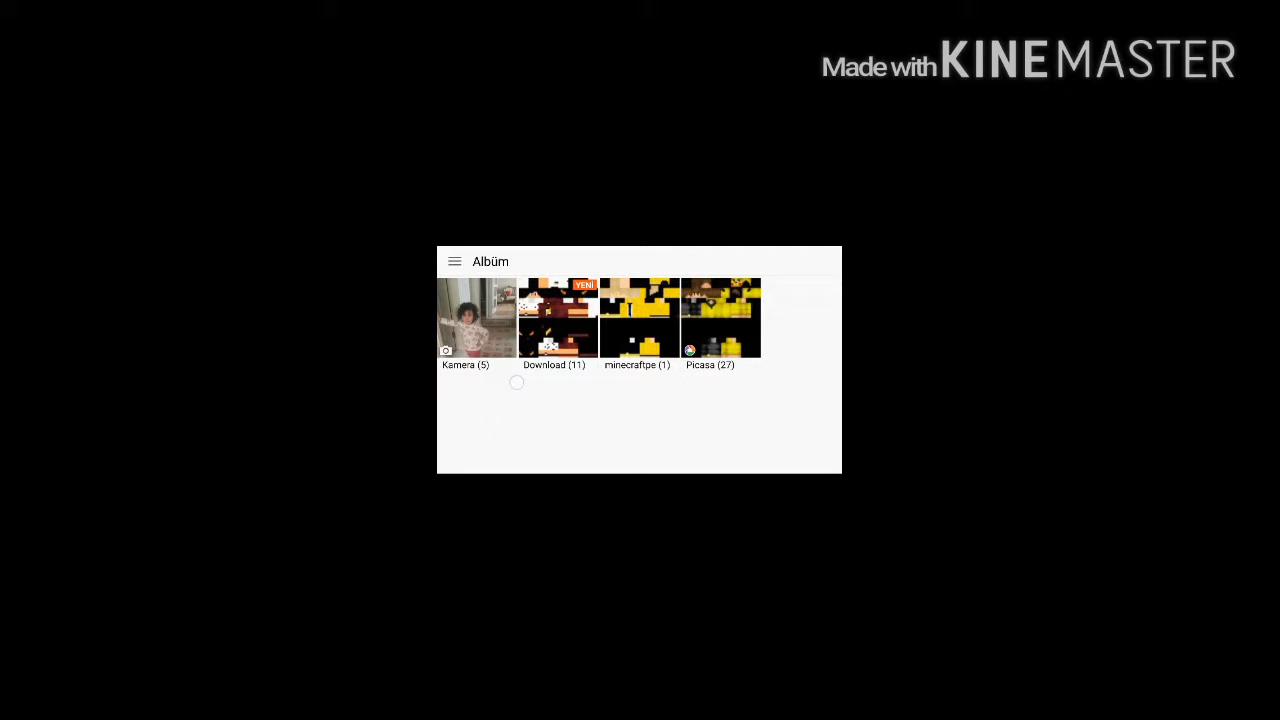 Made with KINEMASTER
Albüm
YENİ
Kamera (5)
Download (11)
minecraftpe (1)
Picasa (27)